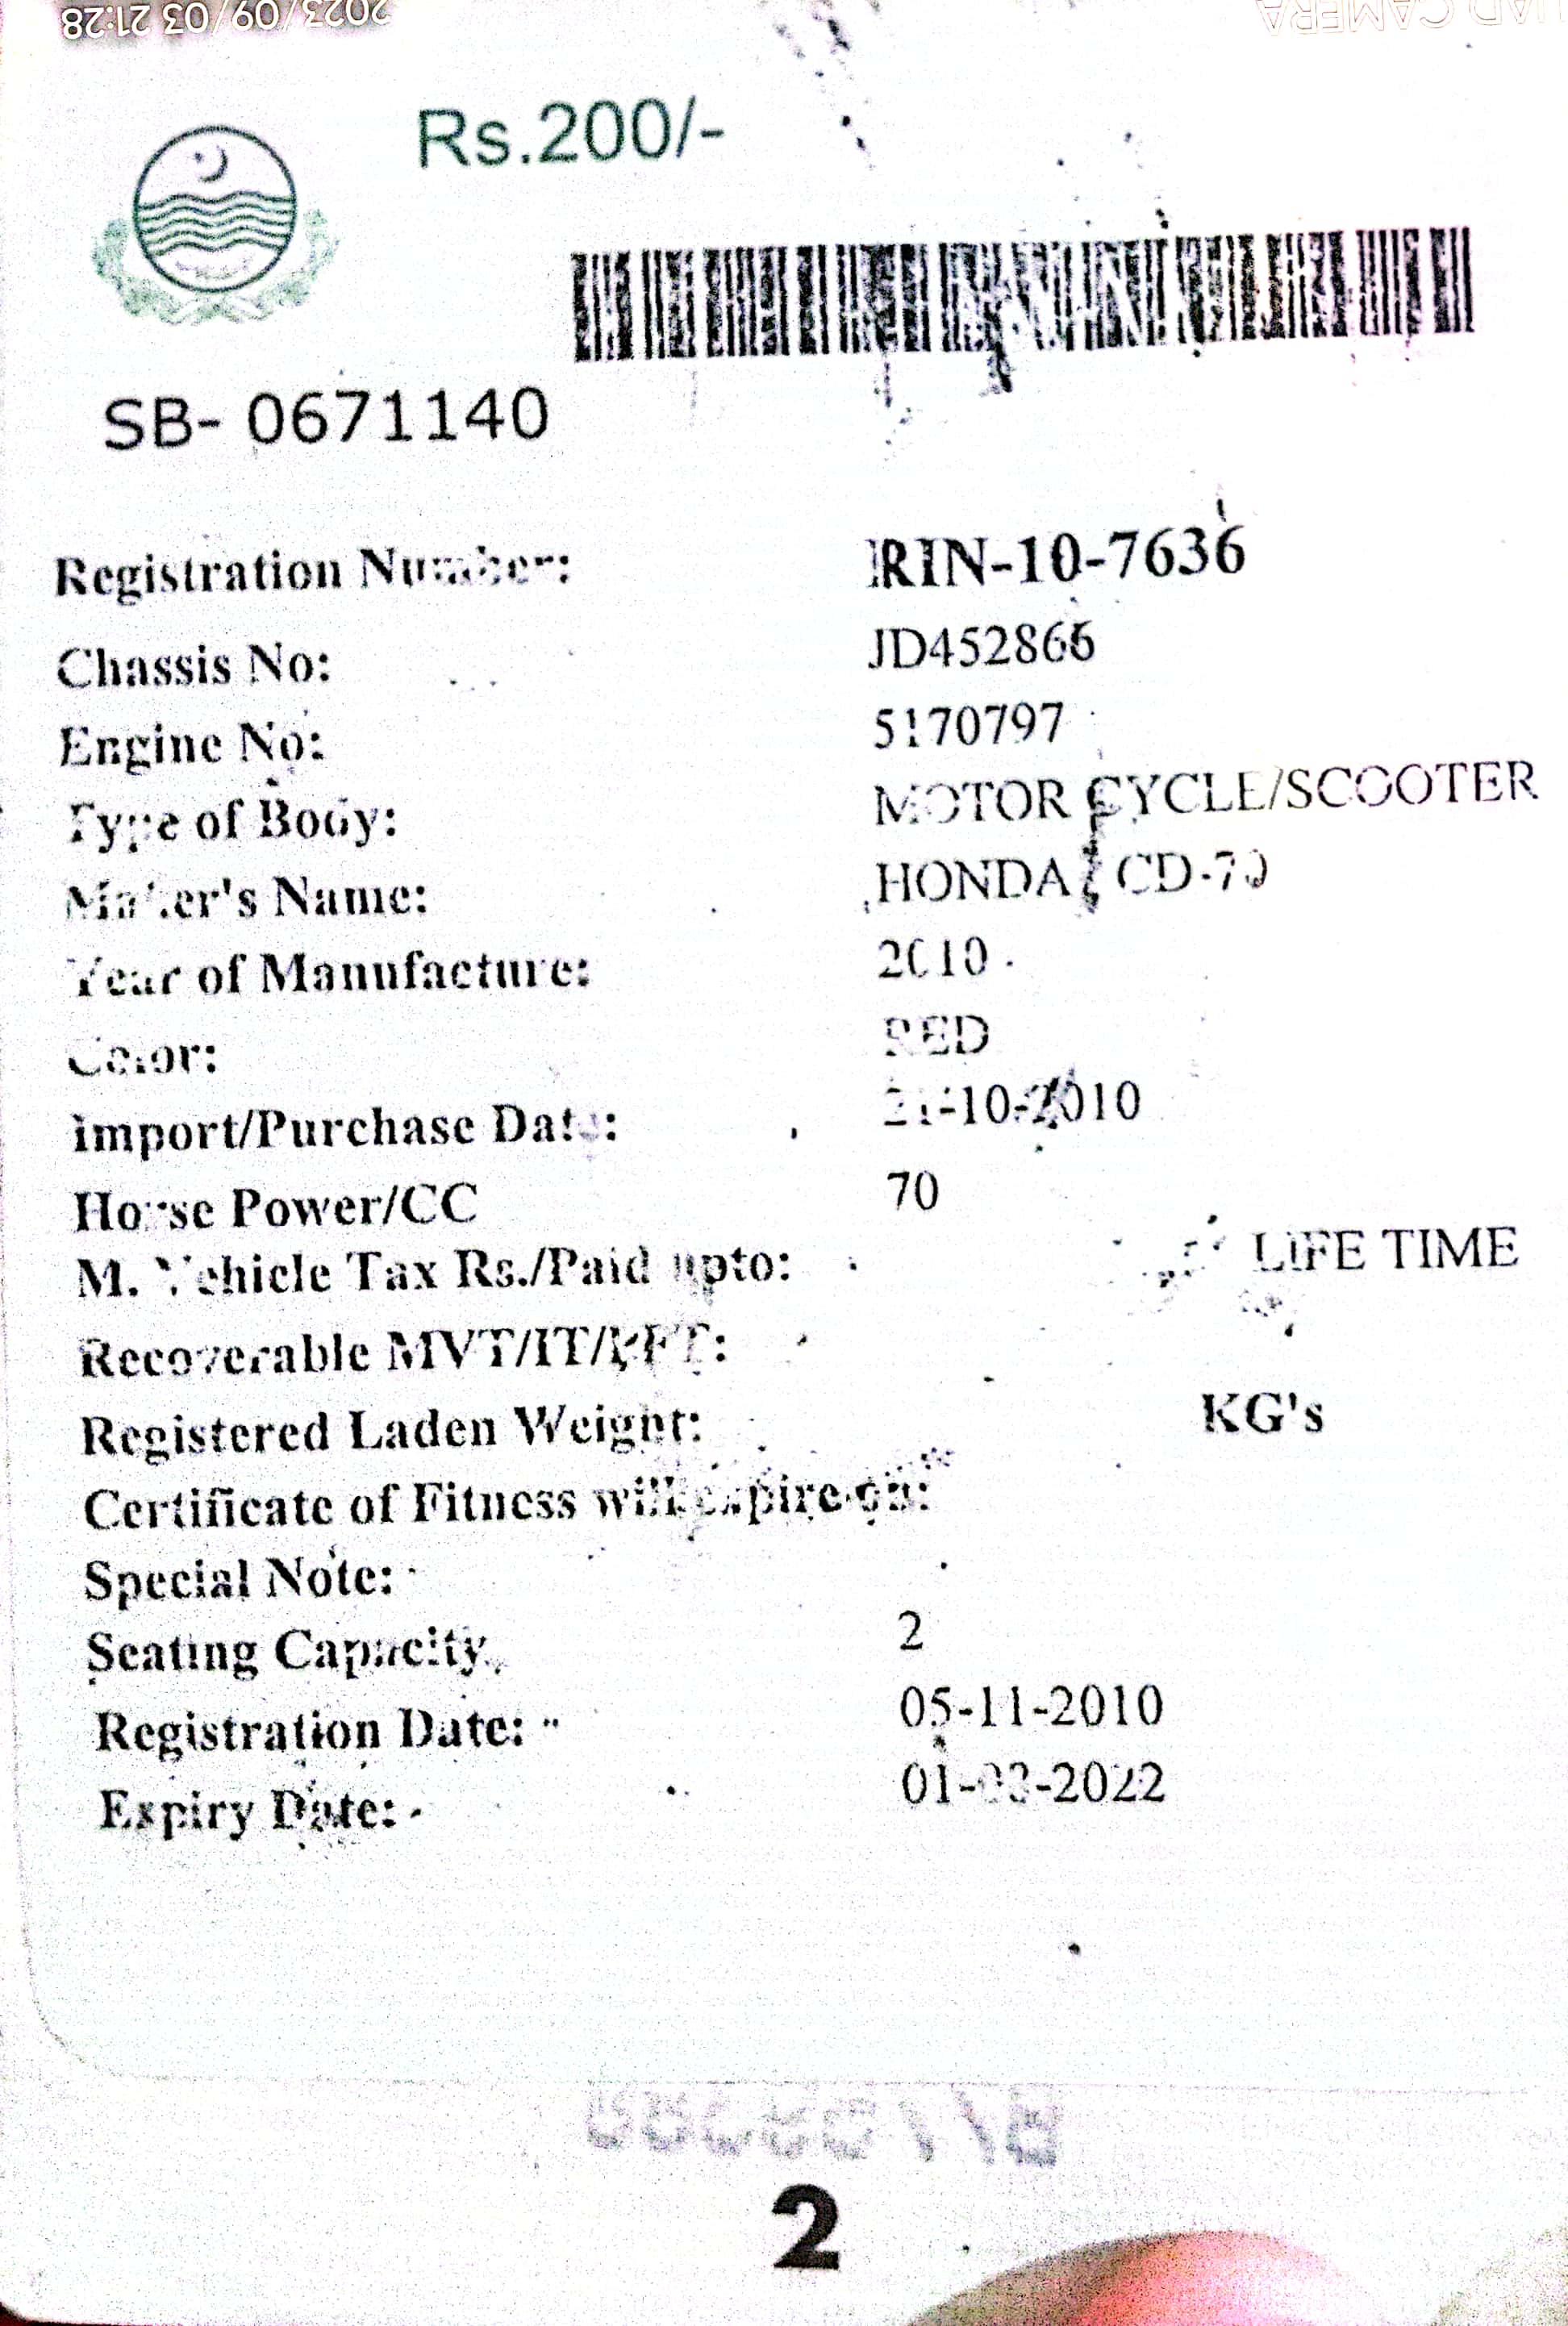 2023/09/03 21:28
CAMERA
Rs.200/-
SB- 0671140
Registration Number: RIN-10-7636
Chassis No: JD452866
Engine No: 5170797
Type of Body: MOTOR CYCLE/SCOOTER
Maker's Name: HONDA CD-70
Year of Manufacture: 2010
Color: RED
Import/Purchase Date: -10-2010
Horse Power/CC 70
M. Vehicle Tax Rs./Paid upto: LIFE TIME
Recoverable MVT/IT/
Registered Laden Weight: KG's
Certificate of Fitness will expire on:
Special Note:
Seating Capacity 2
Registration Date: 05-11-2010
Expiry Date: 01- -2022
2